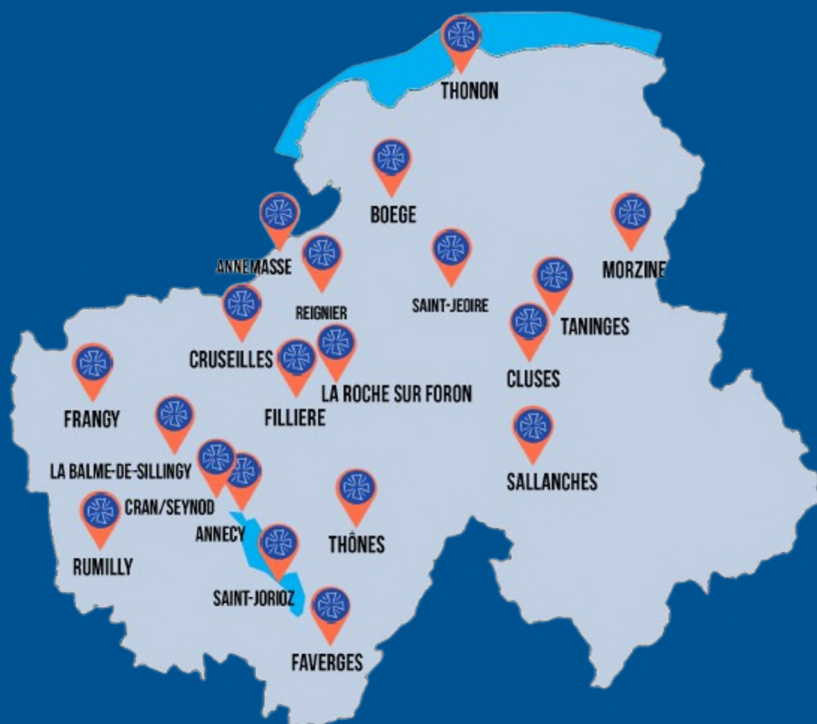 THONON
BOEGE
ANNEMASSE
MORZINE
REIGNIER
SAINT-JEOIRE
TANINGES
CRUSEILLES
CLUSES
LA ROCHE SUR FORON
FRANGY
FILLIERE
LA BALME-DE-SILLINGY
SALLANCHES
CRAN/SEYNOD
ANNECY
THÔNES
RUMILLY
SAINT-JORIOZ
FAVERGES